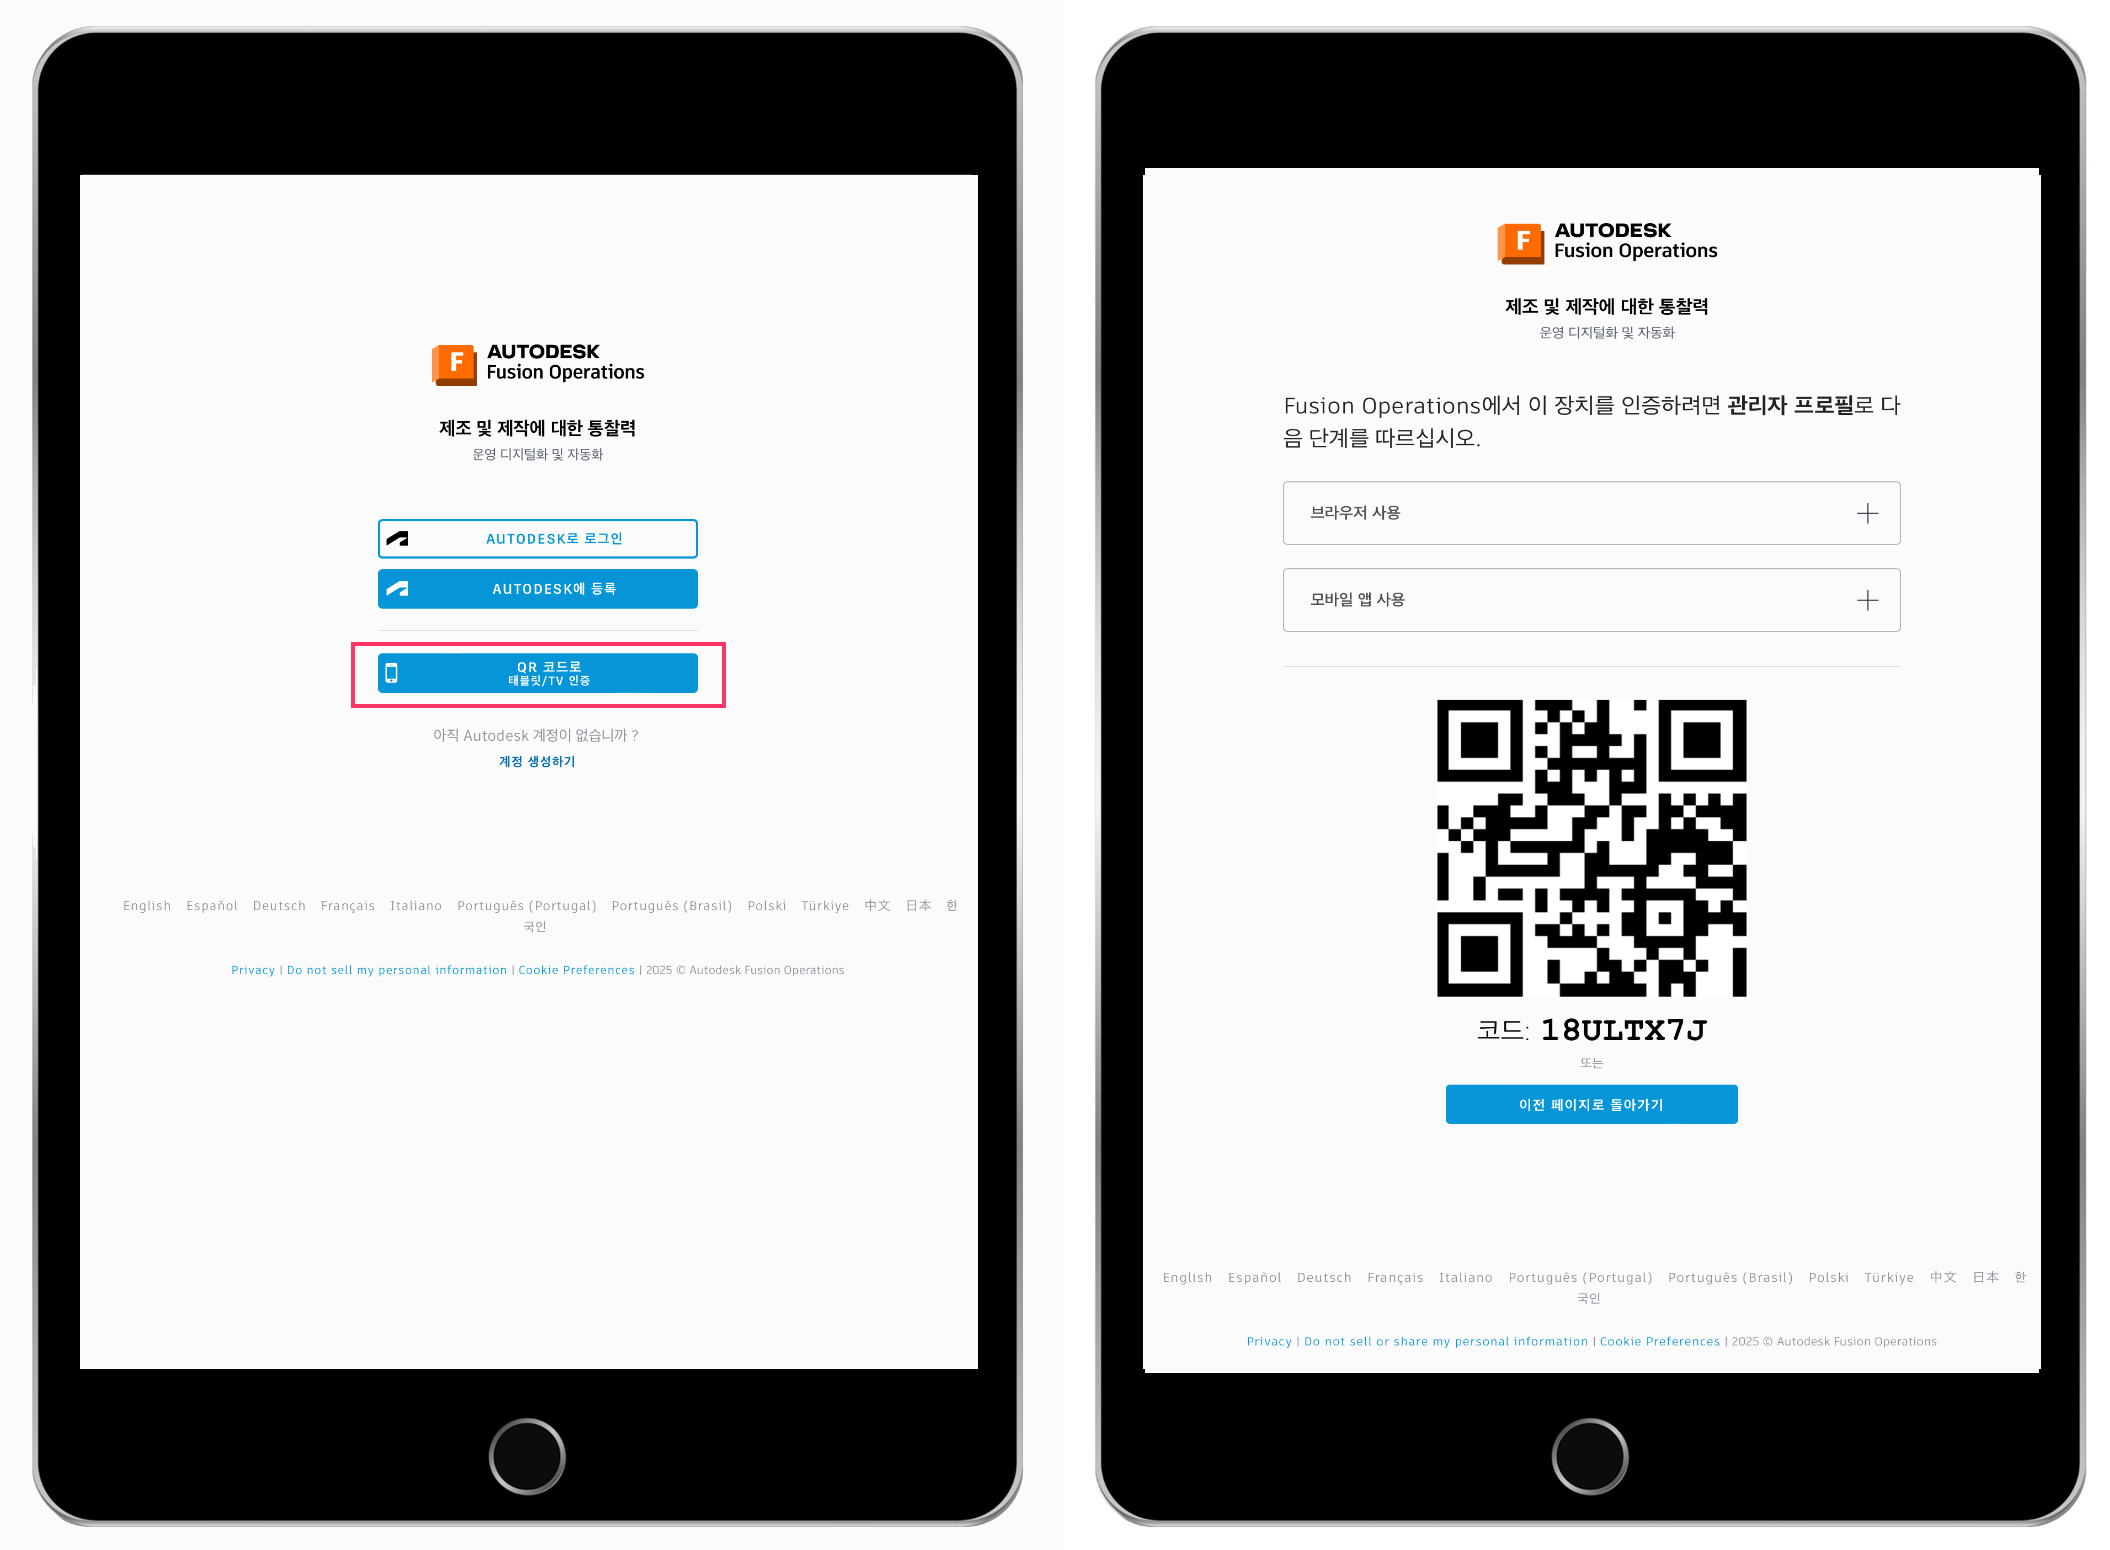 F
AUTODESK
Fusion Operations
제조 및 제작에 대한 통찰력
운영 디지털화 및 자동화
AUTODESK로 로그인
AUTODESK에 등록
QR 코드로
태블릿/TV 인증
아직 Autodesk 계정이 없습니까 ?
계정 생성하기
English Español Deutsch Français Italiano Português (Portugal) Português (Brasil) Polski Türkiye 中文 日本 한
국인
Privacy | Do not sell my personal information | Cookie Preferences | 2025 © Autodesk Fusion Operations
F
AUTODESK
Fusion Operations
제조 및 제작에 대한 통찰력
운영 디지털화 및 자동화
Fusion Operations에서 이 장치를 인증하려면 관리자 프로필로 다
음 단계를 따르십시오.
브라우저 사용
모바일 앱 사용
코드: 18ULTX7J
또는
이전 페이지로 돌아가기
English Español Deutsch Français Italiano Português (Portugal) Português (Brasil) Polski Türkiye 中文 日本 한
국인
Privacy | Do not sell or share my personal information | Cookie Preferences | 2025 © Autodesk Fusion Operations